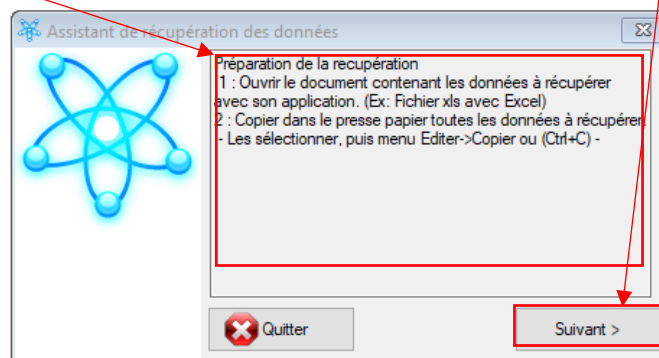 Assistant de récupération des données
Préparation de la recupération
1 : Ouvrir le document contenant les données à récupérer
avec son application. (Ex: Fichier xls avec Excel)
2 : Copier dans le presse papier toutes les données à récupérer.
- Les sélectionner, puis menu Editer->Copier ou (Ctrl+C) -
Quitter
Suivant >